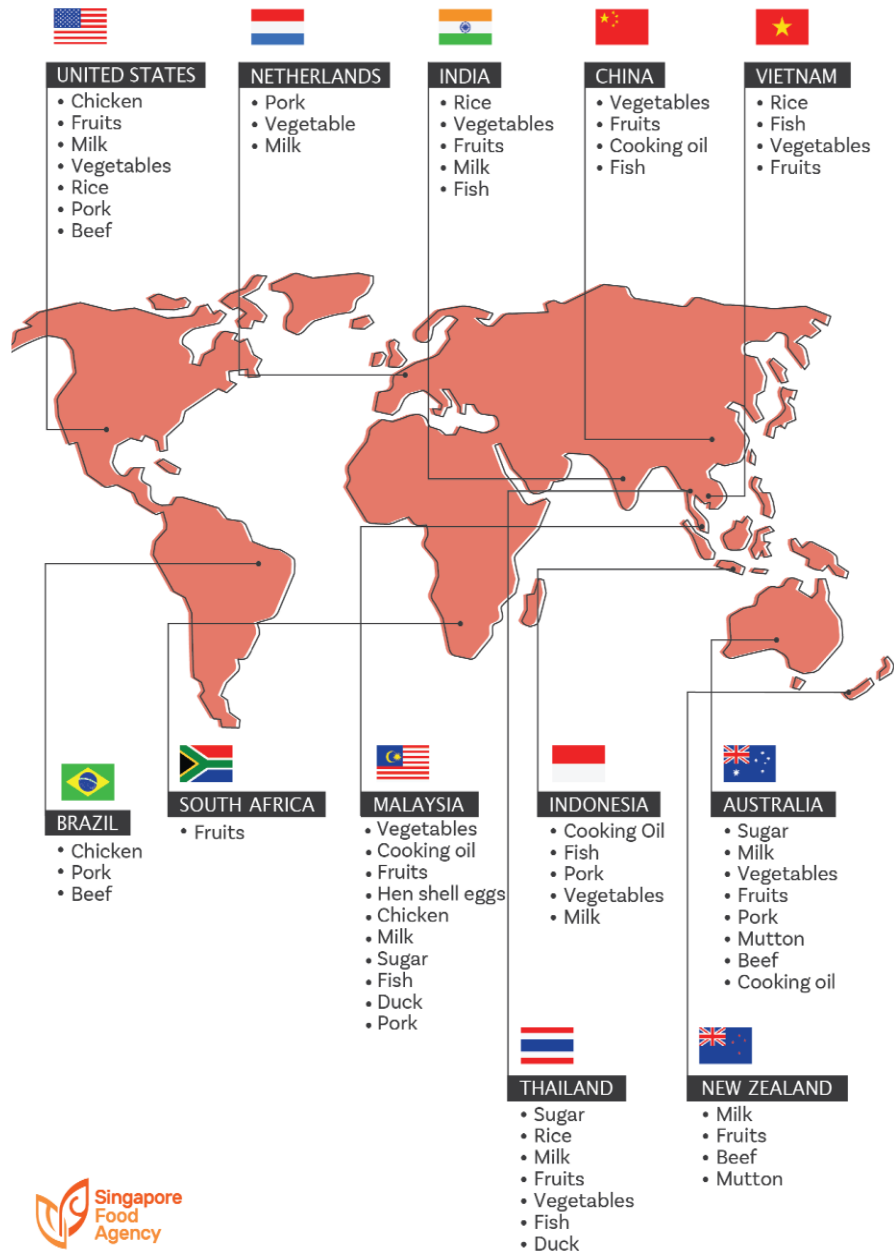 UNITED STATES
• Chicken
• Fruits
• Milk
• Vegetables
• Rice
• Pork
• Beef
NETHERLANDS
• Pork
• Vegetable
• Milk
INDIA
• Rice
• Vegetables
• Fruits
• Milk
• Fish
CHINA
• Vegetables
• Fruits
• Cooking oil
• Fish
VIETNAM
• Rice
• Fish
• Vegetables
• Fruits
BRAZIL
• Chicken
• Pork
• Beef
SOUTH AFRICA
• Fruits
MALAYSIA
• Vegetables
• Cooking oil
• Fruits
• Hen shell eggs
• Chicken
• Milk
• Sugar
• Fish
• Duck
• Pork
INDONESIA
• Cooking Oil
• Fish
• Pork
• Vegetables
• Milk
AUSTRALIA
• Sugar
• Milk
• Vegetables
• Fruits
• Pork
• Mutton
• Beef
• Cooking oil
THAILAND
• Sugar
• Rice
• Milk
• Fruits
• Vegetables
• Fish
• Duck
NEW ZEALAND
• Milk
• Fruits
• Beef
• Mutton
Singapore
Food
Agency